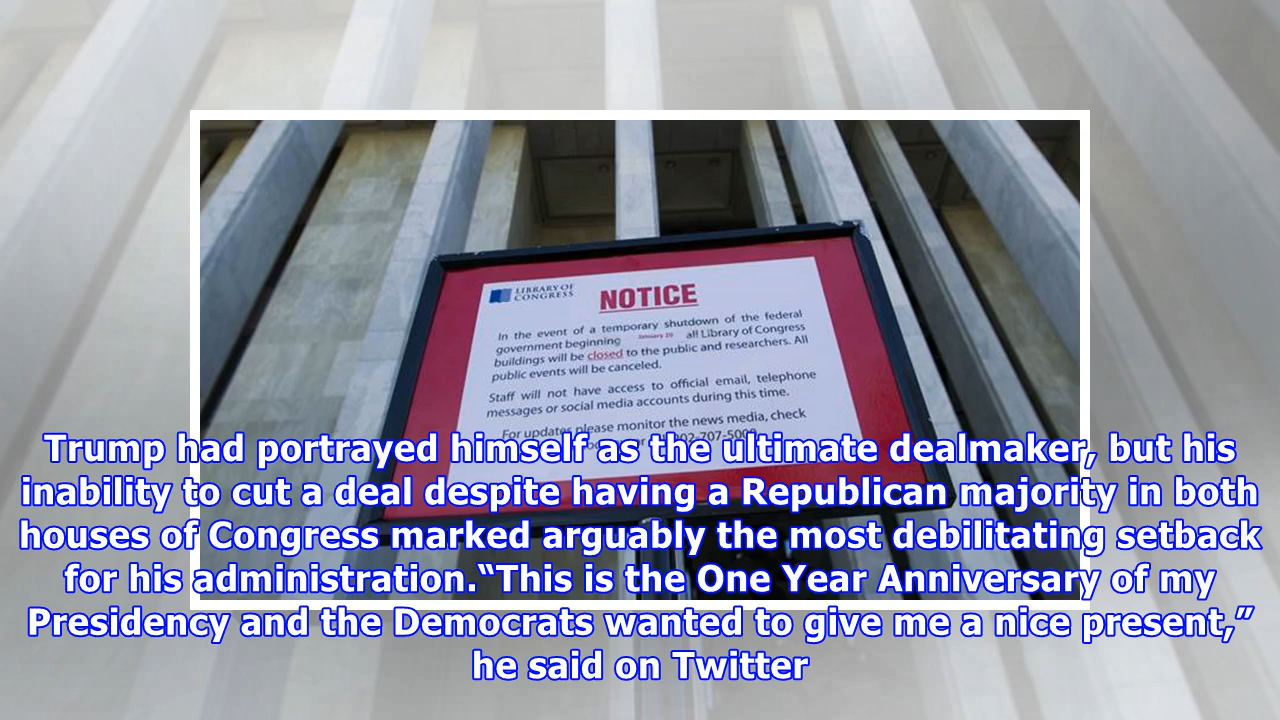 LIBRARY OF
CONGRESS
NOTICE
In the event of a temporary shutdown of the federal
government beginning January 20 all Library of Congress
buildings will be closed to the public and researchers. All
public events will be canceled.
Staff will not have access to official email, telephone
messages or social media accounts during this time.
For updates please monitor the news media, check
Trump had portrayed himself as the ultimate dealmaker, but his
inability to cut a deal despite having a Republican majority in both
houses of Congress marked arguably the most debilitating setback
for his administration.“This is the One Year Anniversary of my
Presidency and the Democrats wanted to give me a nice present,”
he said on Twitter